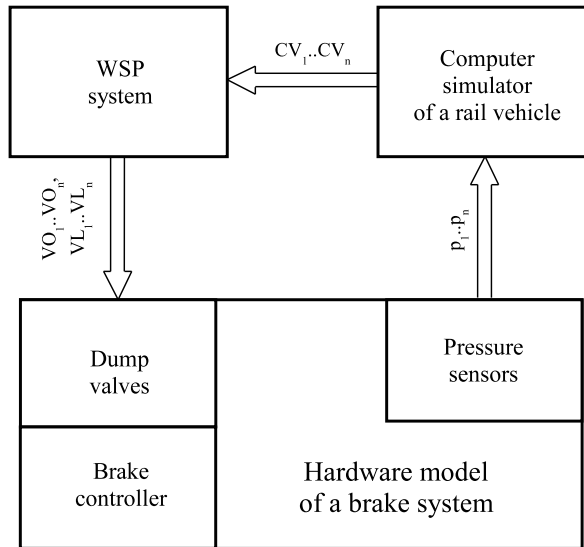 WSP
system
CV₁..CVₙ
Computer
simulator
of a rail vehicle
VO₁..VOₙ,
VL₁..VLₙ
p₁..pₙ
Dump
valves
Pressure
sensors
Brake
controller
Hardware model
of a brake system